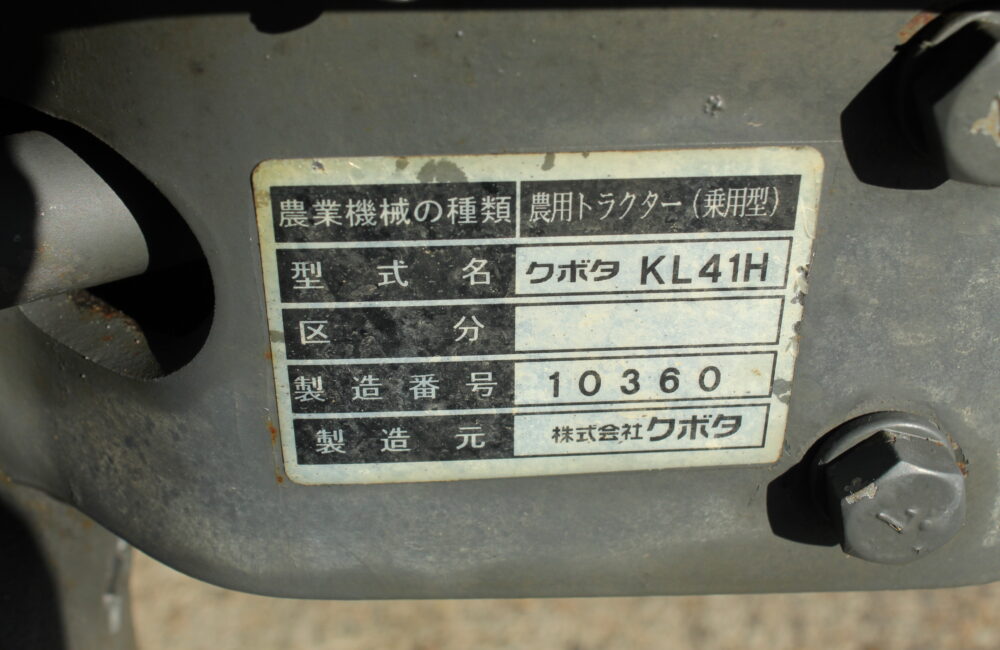 農業機械の種類 農用トラクター(乗用型)
型式名 クボタ KL41H
区分
製造番号 10360
製造元 株式会社クボタ